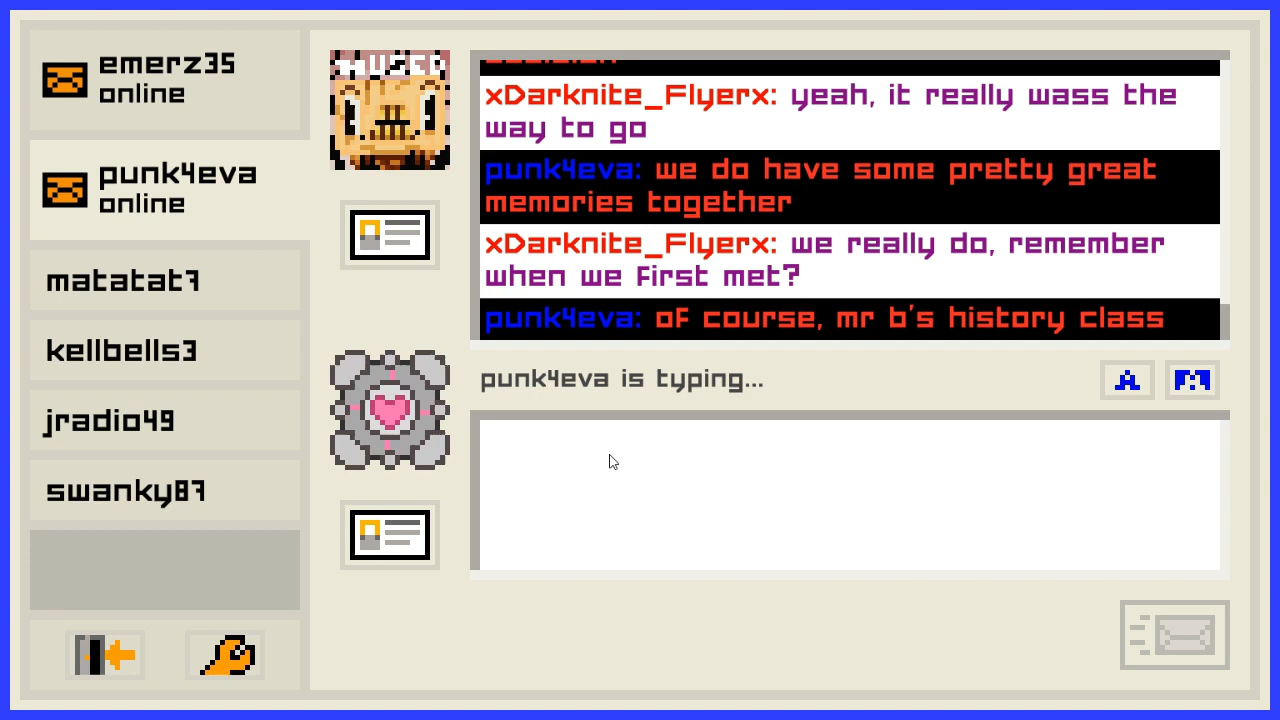 emerz35
online
punk4eva
online
matatat7
kellbells3
jradio49
swanky87
xDarknite_Flyerx: yeah, it really wass the
way to go
punk4eva: we do have some pretty great
memories together
xDarknite_Flyerx: we really do, remember
when we first met?
punk4eva: of course, mr b's history class
punk4eva is typing...
A